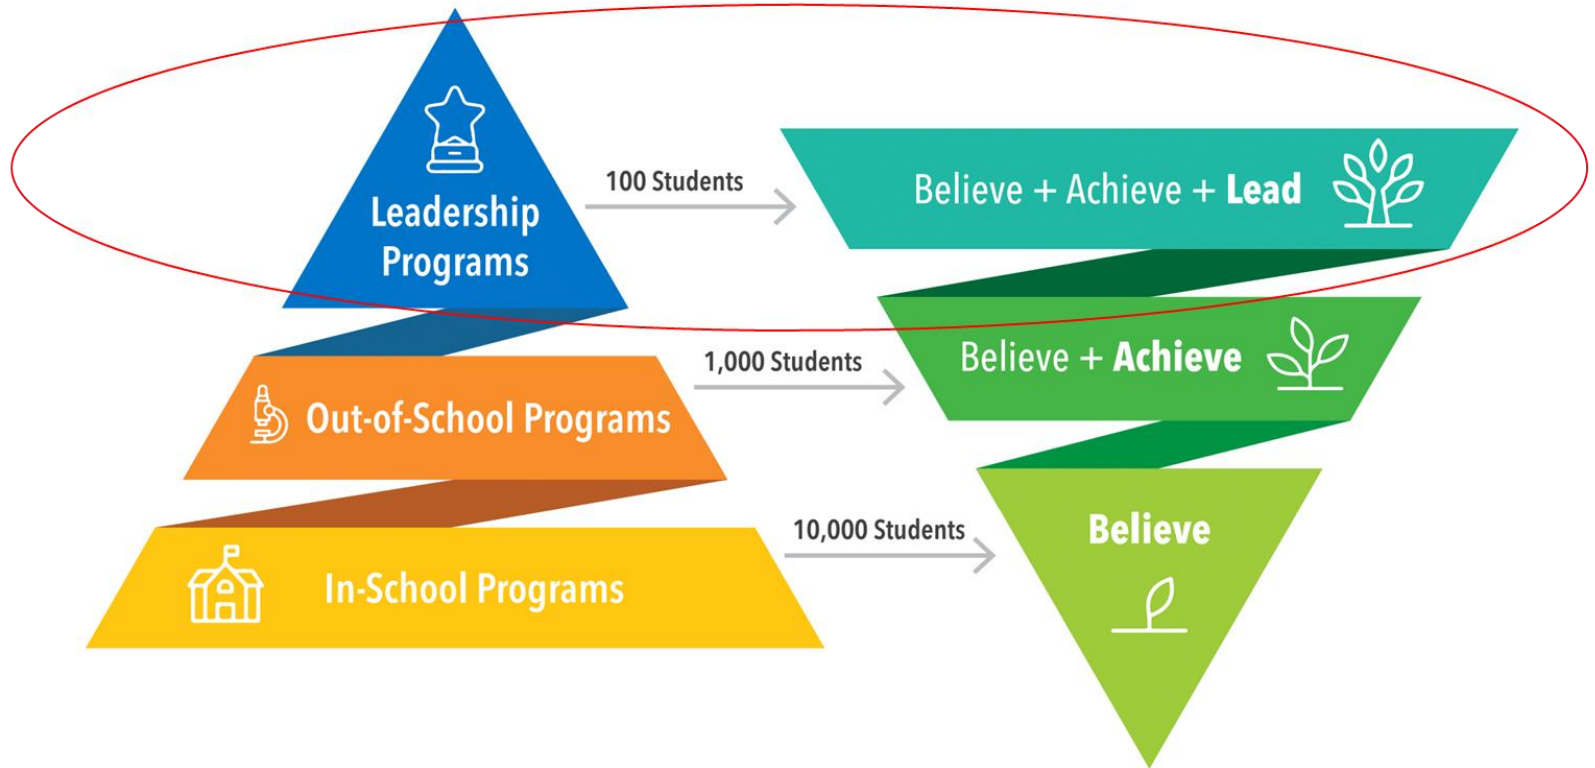 Leadership
Programs
100 Students
Believe + Achieve + Lead
Out-of-School Programs
1,000 Students
Believe + Achieve
In-School Programs
10,000 Students
Believe